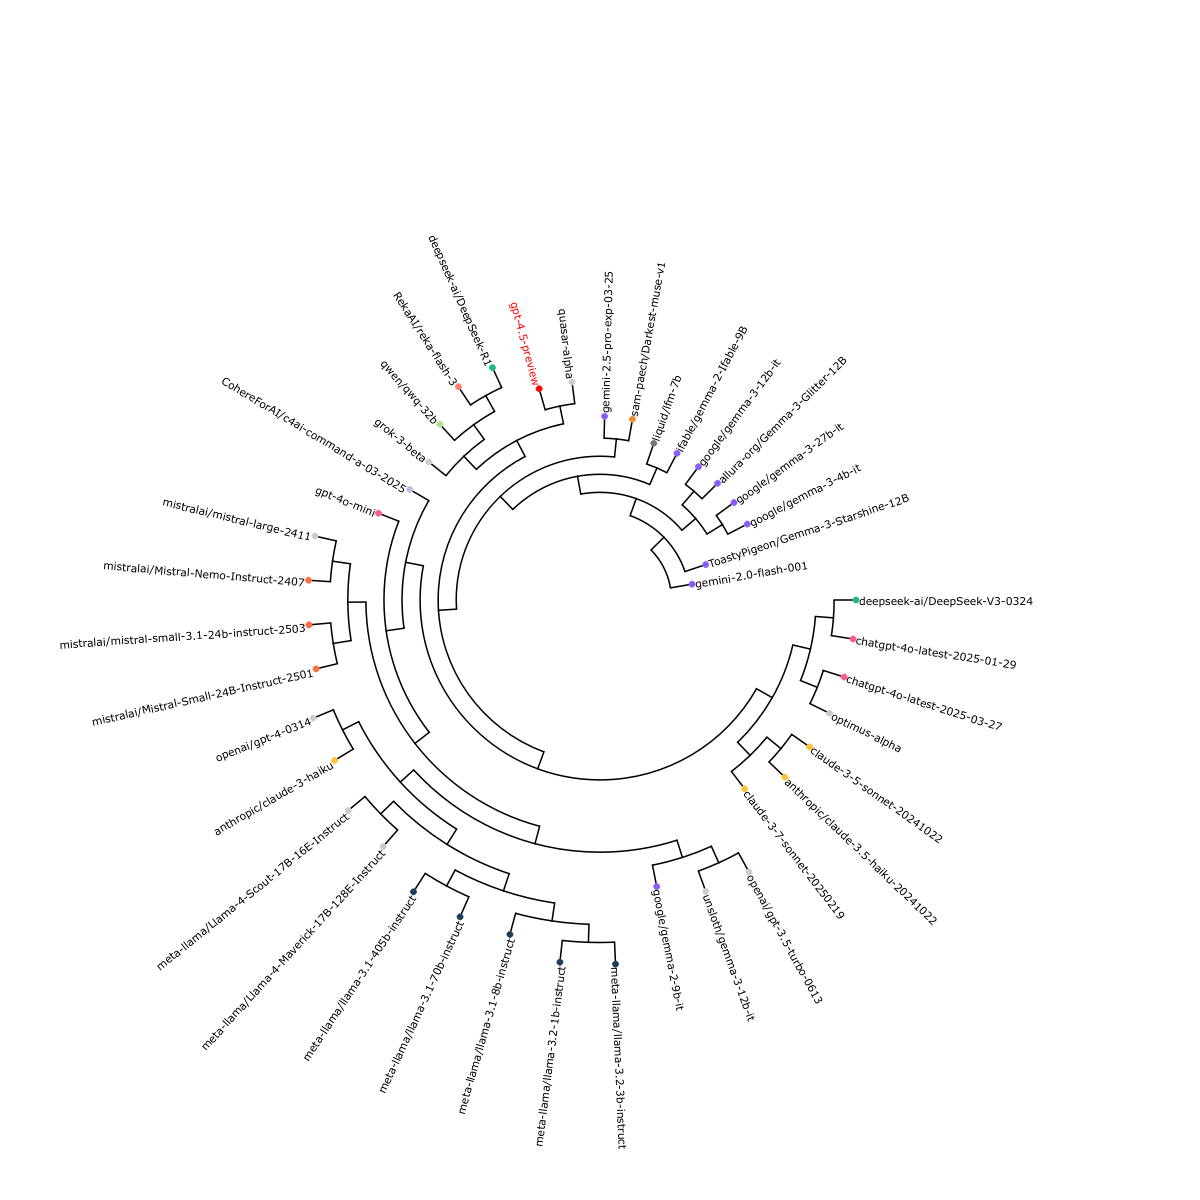 deepseek-ai/DeepSeek-R1
RekaAI/reka-flash-3
qwen/qwq-32b
grok-3-beta
CohereForAI/c4ai-command-a-03-2025
gpt-4o-mini
mistralai/mistral-large-2411
mistralai/Mistral-Nemo-Instruct-2407
mistralai/mistral-small-3.1-24b-instruct-2503
mistralai/Mistral-Small-24B-Instruct-2501
openai/gpt-4-0314
anthropic/claude-3-haiku
meta-llama/Llama-4-Scout-17B-16E-Instruct
meta-llama/Llama-4-Maverick-17B-128E-Instruct
meta-llama/llama-3.1-405b-instruct
meta-llama/llama-3.1-70b-instruct
meta-llama/llama-3.1-8b-instruct
meta-llama/llama-3.2-1b-instruct
meta-llama/llama-3.2-3b-instruct
google/gemma-2-9b-it
unsloth/gemma-3-12b-it
openai/gpt-3.5-turbo-0613
claude-3-7-sonnet-20250219
anthropic/claude-3.5-haiku-20241022
claude-3-5-sonnet-20241022
optimus-alpha
chatgpt-4o-latest-2025-03-27
chatgpt-4o-latest-2025-01-29
deepseek-ai/DeepSeek-V3-0324
gemini-2.0-flash-001
ToastyPigeon/Gemma-3-Starshine-12B
google/gemma-3-4b-it
google/gemma-3-27b-it
allura-org/Gemma-3-Glitter-12B
google/gemma-3-12b-it
ifable/gemma-2-Ifable-9B
liquid/lfm-7b
sam-paech/Darkest-muse-v1
gemini-2.5-pro-exp-03-25
quasar-alpha
gpt-4.5-preview